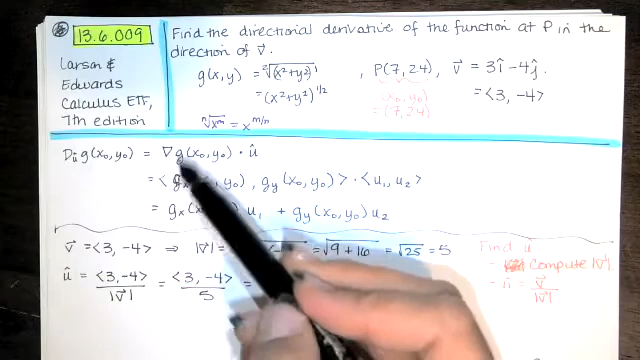 13.6.009
Find the directional derivative of the function at P in the
direction of v⃗.
Larson &
Edwards
Calculus ETF,
7th edition
g(x,y) = ²√(x²+y²)¹ , P(7,24), v⃗ = 3î - 4ĵ
= (x²+y²)^1/2
(x₀,y₀)
= (7,24)
= <3, -4>
ⁿ√x^m = x^m/n
D_û g(x₀,y₀) = ∇g(x₀,y₀) · û
= < y₀), g_y(x₀,y₀) > · <u₁, u₂>
= g_x(x u₁ + g_y(x₀,y₀) u₂
v⃗ = <3, -4> ⇒ |v⃗| = = √9+16 = √25 = 5
û = <3,-4>/|v⃗| = <3,-4>/5 =
Find u
- Compute |v⃗|
- û = v⃗/|v⃗|